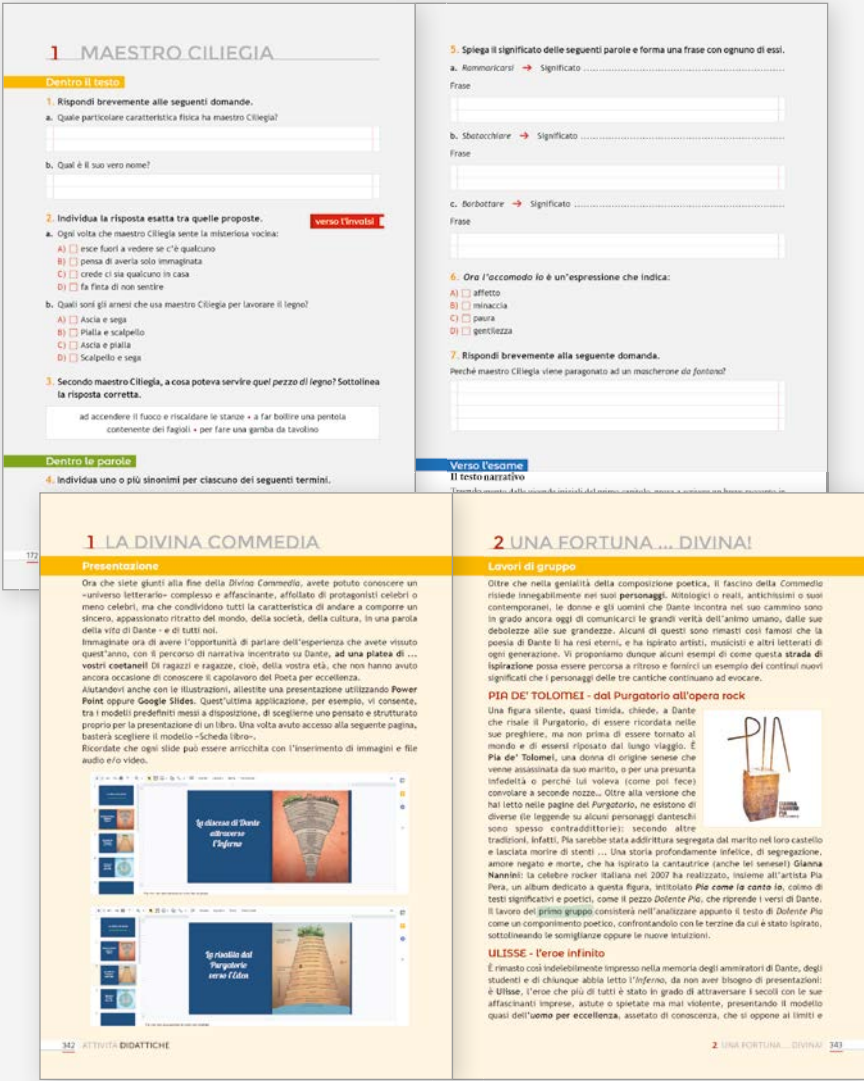 1 MAESTRO CILIEGIA
Dentro il testo
1. Rispondi brevemente alle seguenti domande.
a. Quale particolare caratteristica fisica ha maestro Ciliegia?
b. Qual è il suo vero nome?
2. Individua la risposta esatta tra quelle proposte.
verso l'invalsi
a. Ogni volta che maestro Ciliegia sente la misteriosa vocina:
A) esce fuori a vedere se c'è qualcuno
B) pensa di averla solo immaginata
C) crede ci sia qualcuno in casa
D) fa finta di non sentire
b. Quali soni gli arnesi che usa maestro Ciliegia per lavorare il legno?
A) Ascia e sega
B) Pialla e scalpello
C) Ascia e pialla
D) Scalpello e sega
3. Secondo maestro Ciliegia, a cosa poteva servire quel pezzo di legno? Sottolinea
la risposta corretta.
ad accendere il fuoco e riscaldare le stanze • a far bollire una pentola
contenente dei fagioli • per fare una gamba da tavolino
Dentro le parole
4. Individua uno o più sinonimi per ciascuno dei seguenti termini.
172
5. Spiega il significato delle seguenti parole e forma una frase con ognuno di essi.
a. Rammaricarsi → Significato
Frase
b. Sbatacchiare → Significato
Frase
c. Borbottare → Significato
Frase
6. Ora l'accomodo io è un'espressione che indica:
A) affetto
B) minaccia
C) paura
D) gentilezza
7. Rispondi brevemente alla seguente domanda.
Perché maestro Ciliegia viene paragonato ad un mascherone da fontana?
Verso l'esame
Il testo narrativo
1 LA DIVINA COMMEDIA
Presentazione
Ora che siete giunti alla fine della Divina Commedia, avete potuto conoscere un
«universo letterario» complesso e affascinante, affollato di protagonisti celebri o
meno celebri, ma che condividono tutti la caratteristica di andare a comporre un
sincero, appassionato ritratto del mondo, della società, della cultura, in una parola
della vita di Dante - e di tutti noi.
Immaginate ora di avere l'opportunità di parlare dell'esperienza che avete vissuto
quest'anno, con il percorso di narrativa incentrato su Dante, ad una platea di ...
vostri coetanei! Di ragazzi e ragazze, cioè, della vostra età, che non hanno avuto
ancora occasione di conoscere il capolavoro del Poeta per eccellenza.
Aiutandovi anche con le illustrazioni, allestite una presentazione utilizzando Power
Point oppure Google Slides. Quest'ultima applicazione, per esempio, vi consente,
tra i modelli predefiniti messi a disposizione, di sceglierne uno pensato e strutturato
proprio per la presentazione di un libro. Una volta avuto accesso alla seguente pagina,
basterà scegliere il modello «Scheda libro».
Ricordate che ogni slide può essere arricchita con l'inserimento di immagini e file
audio e/o video.
la discesa di Dante
attraverso
l'Inferno
la risalita dal
Purgatorio
verso l'Eden
342 ATTIVITÀ DIDATTICHE
2 UNA FORTUNA ... DIVINA!
Lavori di gruppo
Oltre che nella genialità della composizione poetica, il fascino della Commedia
risiede innegabilmente nei suoi personaggi. Mitologici o reali, antichissimi o suoi
contemporanei, le donne e gli uomini che Dante incontra nel suo cammino sono
in grado ancora oggi di comunicarci le grandi verità dell'animo umano, dalle sue
debolezze alle sue grandezze. Alcuni di questi sono rimasti così famosi che la
poesia di Dante li ha resi eterni, e ha ispirato artisti, musicisti e altri letterati di
ogni generazione. Vi proponiamo dunque alcuni esempi di come questa strada di
ispirazione possa essere percorsa a ritroso e fornirci un esempio dei continui nuovi
significati che i personaggi delle tre cantiche continuano ad evocare.
PIA DE' TOLOMEI - dal Purgatorio all'opera rock
Una figura silente, quasi timida, chiede, a Dante
che risale il Purgatorio, di essere ricordata nelle
sue preghiere, ma non prima di essere tornato al
mondo e di essersi riposato dal lungo viaggio. È
Pia de' Tolomei, una donna di origine senese che
venne assassinata da suo marito, o per una presunta
infedeltà o perché lui voleva (come poi fece)
convolare a seconde nozze... Oltre alla versione che
hai letto nelle pagine del Purgatorio, ne esistono di
diverse (le leggende su alcuni personaggi danteschi
sono spesso contraddittorie): secondo altre
tradizioni, infatti, Pia sarebbe stata addirittura segregata dal marito nel loro castello
e lasciata morire di stenti ... Una storia profondamente infelice, di segregazione,
amore negato e morte, che ha ispirato la cantautrice (anche lei senese!) Gianna
Nannini: la celebre rocker italiana nel 2007 ha realizzato, insieme all'artista Pia
Pera, un album dedicato a questa figura, intitolato Pia come la canto io, colmo di
testi significativi e poetici, come il pezzo Dolente Pia, che riprende i versi di Dante.
Il lavoro del primo gruppo consisterà nell'analizzare appunto il testo di Dolente Pia
come un componimento poetico, confrontandolo con le terzine da cui è stato ispirato,
sottolineando le somiglianze oppure le nuove intuizioni.
PIA
GIANNA
NANNINI
PIA
ULISSE - l'eroe infinito
È rimasto così indelebilmente impresso nella memoria degli ammiratori di Dante, degli
studenti e di chiunque abbia letto l'Inferno, da non aver bisogno di presentazioni:
è Ulisse, l'eroe che più di tutti è stato in grado di attraversare i secoli con le sue
affascinanti imprese, astute o spietate ma mai violente, presentando il modello
quasi dell'uomo per eccellenza, assetato di conoscenza, che si oppone ai limiti e
2 UNA FORTUNA ... DIVINA! 343